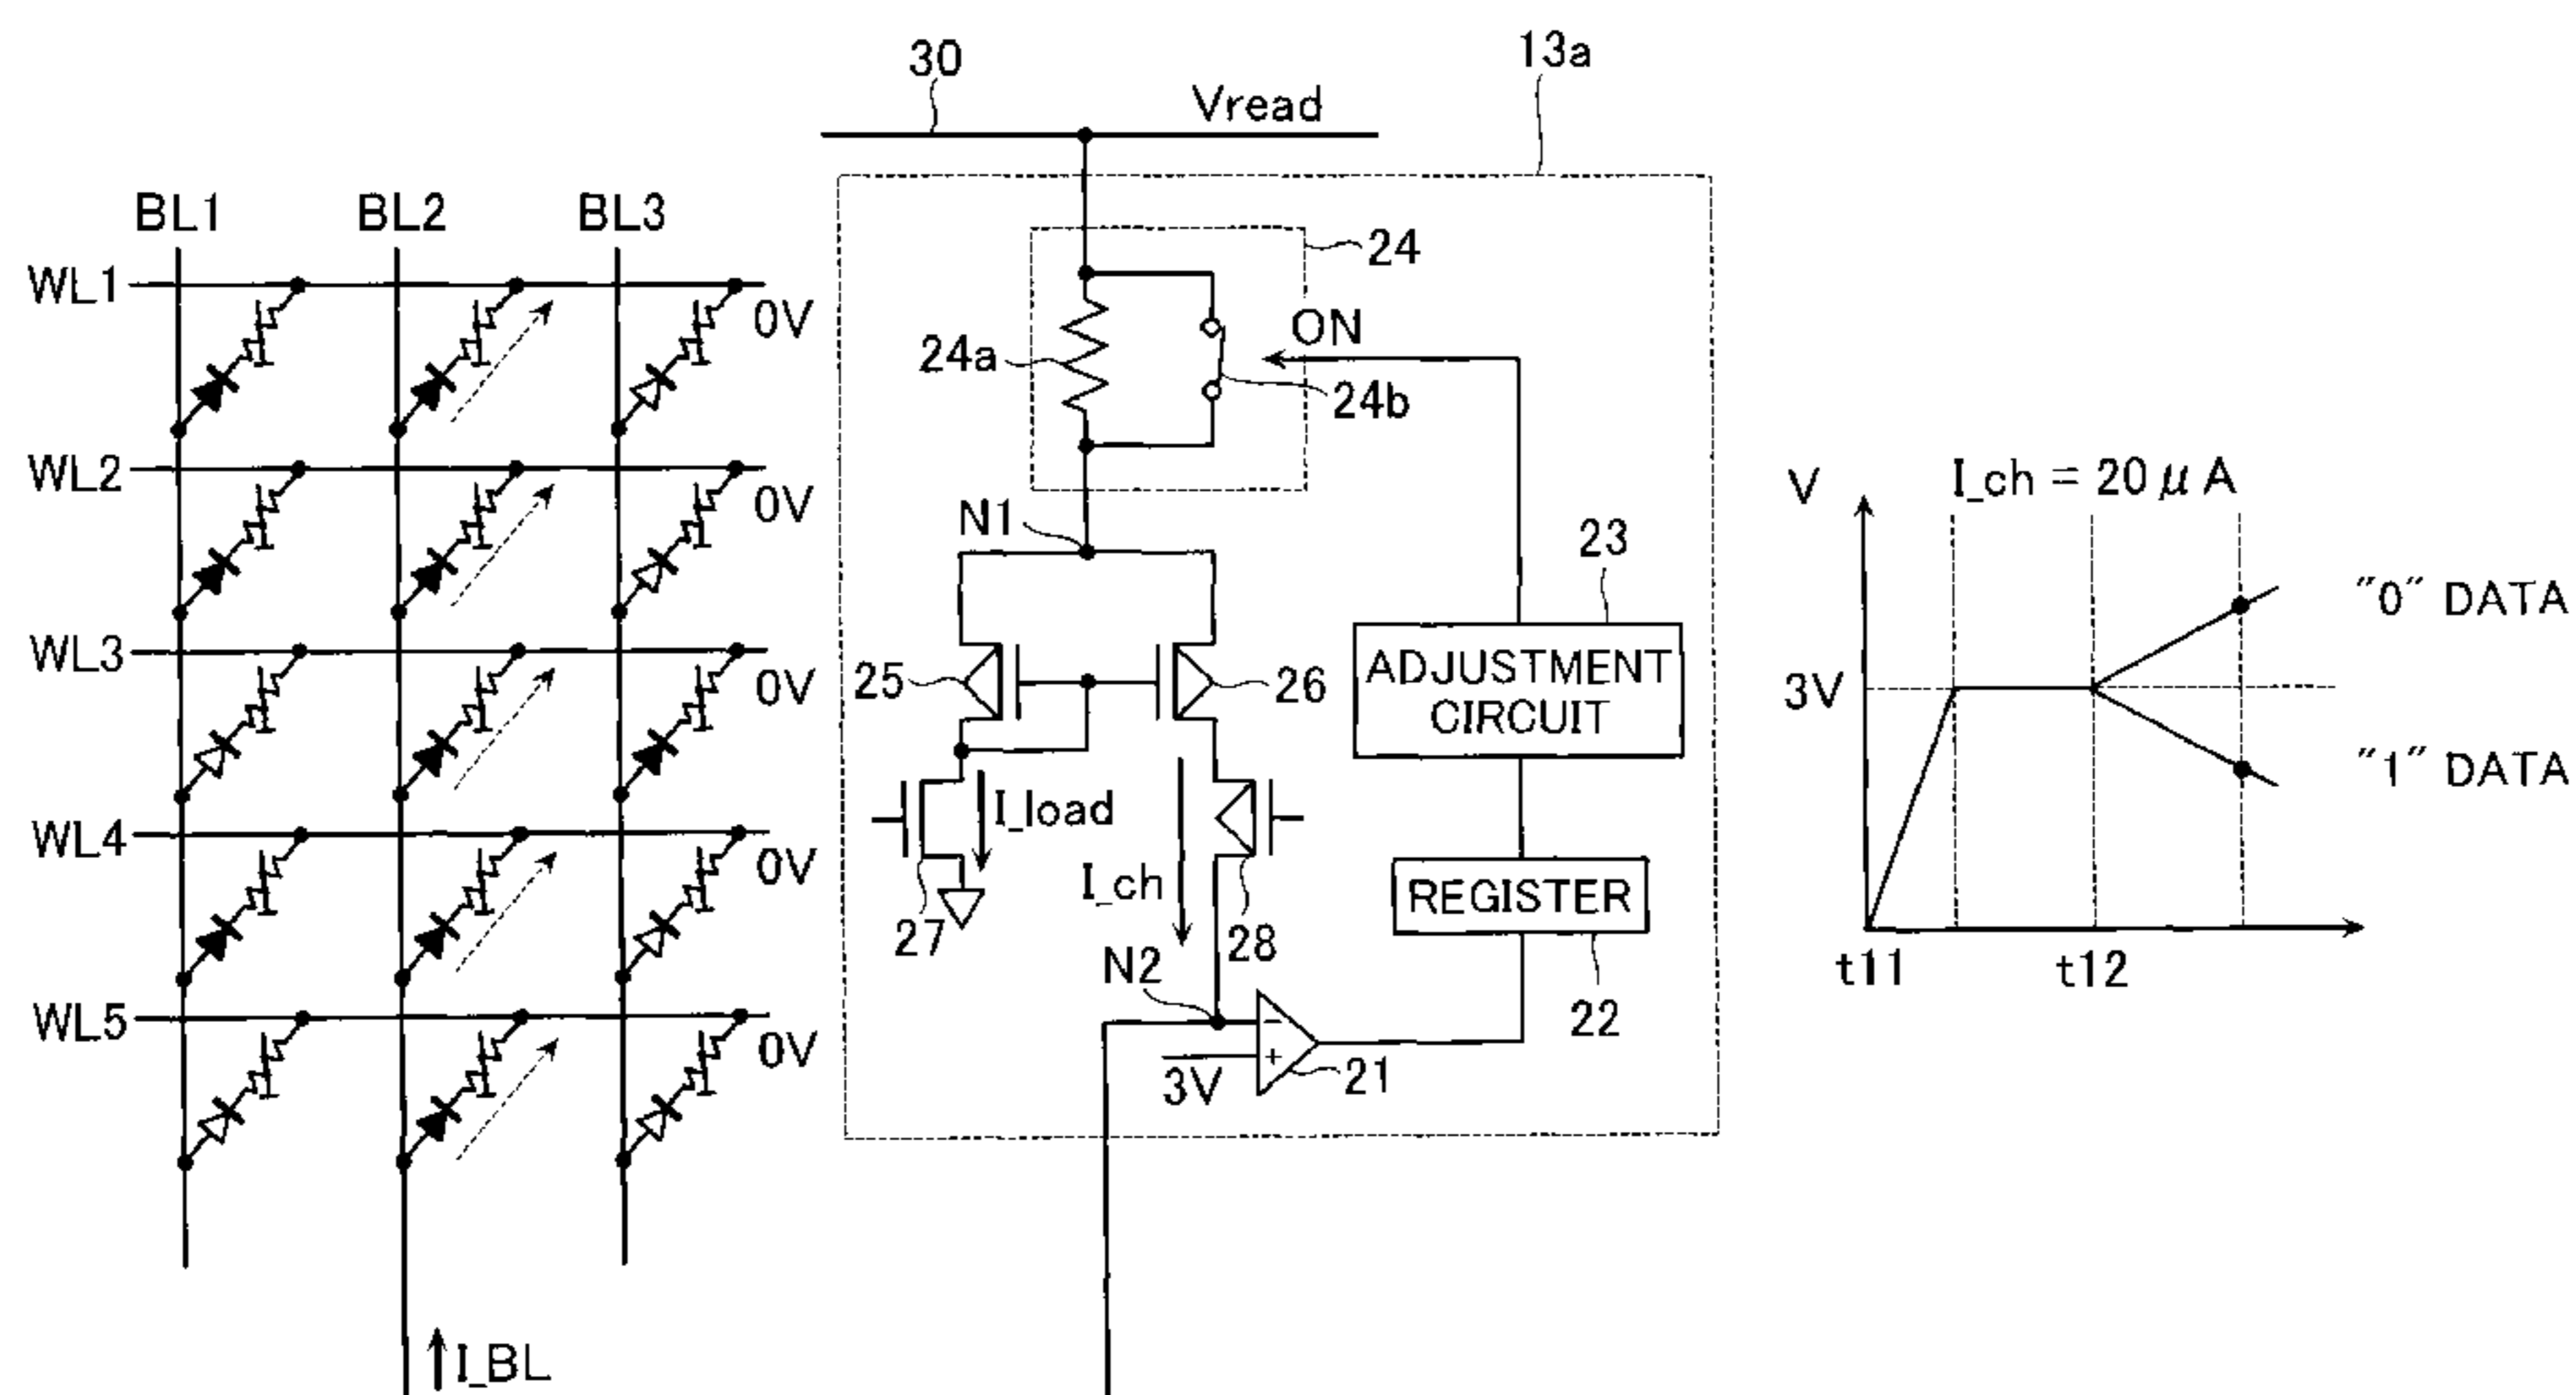 BL1 BL2 BL3
WL1 0V
WL2 0V
WL3 0V
WL4 0V
WL5 0V
I_BL
30
Vread
13a
24
24a
ON
24b
N1
25
26
I_load
I_ch
27
28
N2
3V
-
+
21
23
ADJUSTMENT
CIRCUIT
REGISTER
22
V
I_ch = 20 μA
3V
"0" DATA
"1" DATA
t11
t12